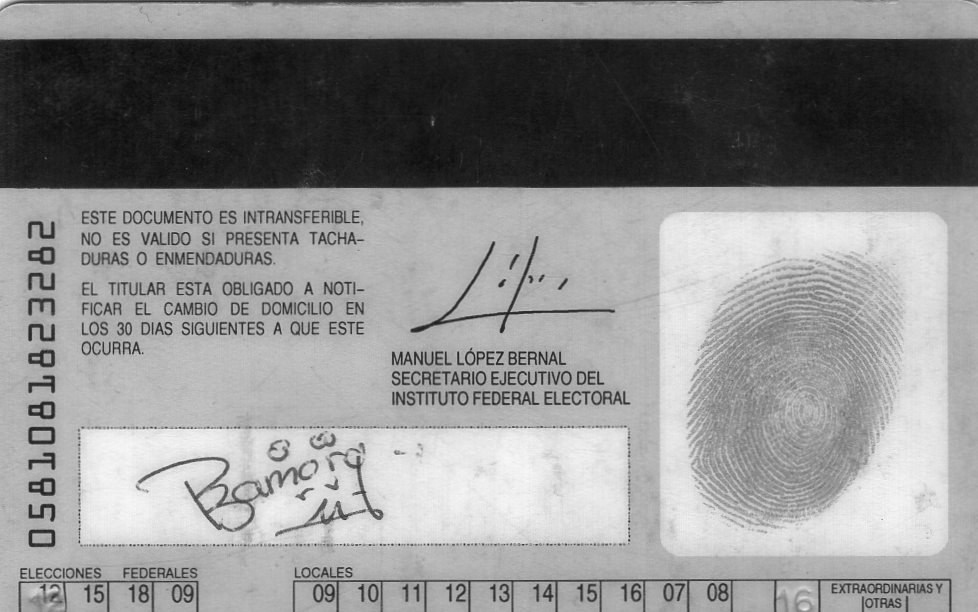 0581081823282
ESTE DOCUMENTO ES INTRANSFERIBLE,
NO ES VALIDO SI PRESENTA TACHA-
DURAS O ENMENDADURAS.
EL TITULAR ESTA OBLIGADO A NOTI-
FICAR EL CAMBIO DE DOMICILIO EN
LOS 30 DIAS SIGUIENTES A QUE ESTE
OCURRA.
MANUEL LÓPEZ BERNAL
SECRETARIO EJECUTIVO DEL
INSTITUTO FEDERAL ELECTORAL
ELECCIONES FEDERALES LOCALES
12 15 18 09 09 10 11 12 13 14 15 16 07 08 16 EXTRAORDINARIAS Y
OTRAS